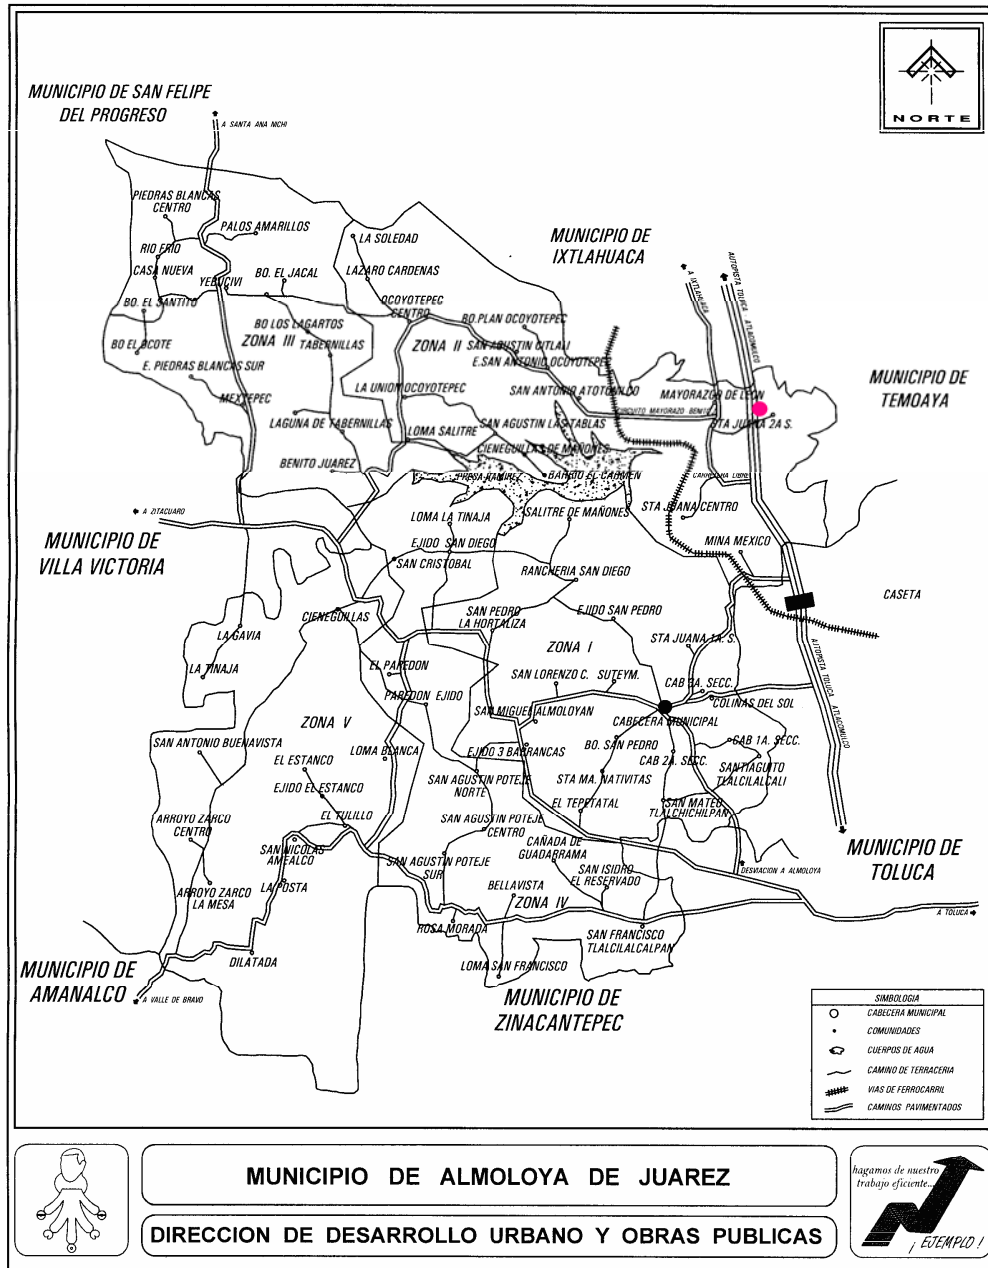 NORTE
MUNICIPIO DE SAN FELIPE
DEL PROGRESO
A SANTA ANA NICHI
PIEDRAS BLANCAS
CENTRO
PALOS AMARILLOS
LA SOLEDAD
MUNICIPIO DE
IXTLAHUACA
RIO FRIO
CASA NUEVA
YEBUCIVI
BO. EL JACAL
LAZARO CARDENAS
A IXTLAHUACA
AUTOPISTA TOLUCA - ATLACOMULCO
BO. EL SANTITO
OCOYOTEPEC
CENTRO
BO. PLAN OCOYOTEPEC
BO LOS LAGARTOS
BO EL OCOTE
ZONA III
TABERNILLAS
ZONA II
SAN AGUSTIN CITLALI
E.SAN ANTONIO OCOYOTEPEC
E. PIEDRAS BLANCAS SUR
MUNICIPIO DE
TEMOAYA
LA UNION OCOYOTEPEC
SAN ANTONIO ATOTONILCO
MAYORAZGO DE LEON
MEXTEPEC
CIRCUITO MAYORAZO BENITO
LAGUNA DE TABERNILLAS
LOMA SALITRE
SAN AGUSTIN LAS TABLAS
STA JUANA 2A S.
CIENEGUILLAS DE MAÑONES
BENITO JUAREZ
PRESA RAMIREZ
BARRIO EL CARMEN
CARRETERA LIBRE
A ZITACUARO
LOMA LA TINAJA
SALITRE DE MAÑONES
STA JUANA CENTRO
MUNICIPIO DE
VILLA VICTORIA
EJIDO SAN DIEGO
MINA MEXICO
SAN CRISTOBAL
RANCHERIA SAN DIEGO
CASETA
CIENEGUILLAS
SAN PEDRO
LA HORTALIZA
EJIDO SAN PEDRO
LA GAVIA
ZONA I
STA JUANA 1A. S.
LA TINAJA
EL PAREDON
SAN LORENZO C.
SUTEYM.
CAB 3A. SECC.
AUTOPISTA TOLUCA ATLACOMULCO
PAREDON EJIDO
COLINAS DEL SOL
ZONA V
SAN MIGUEL ALMOLOYAN
CABECERA MUNICIPAL
SAN ANTONIO BUENAVISTA
LOMA BLANCA
EJIDO 3 BARRANCAS
BO. SAN PEDRO
CAB 1A. SECC.
EL ESTANCO
CAB 2A. SECC.
SANTIAGUITO
TLALCILALCALI
EJIDO EL ESTANCO
SAN AGUSTIN POTEJE
NORTE
STA MA. NATIVITAS
EL TEPETATAL
SAN MATEO
TLALCHICHILPAN
ARROYO ZARCO
CENTRO
EL TULILLO
SAN AGUSTIN POTEJE
CENTRO
SAN NICOLAS
AMEALCO
CAÑADA DE
GUADARRAMA
MUNICIPIO DE
TOLUCA
SAN AGUSTIN POTEJE
SUR
SAN ISIDRO
EL RESERVADO
DESVIACION A ALMOLOYA
ARROYO ZARCO
LA MESA
LA POSTA
BELLAVISTA
ZONA IV
A TOLUCA
ROSA MORADA
SAN FRANCISCO
TLALCILALCALPAN
DILATADA
LOMA SAN FRANCISCO
MUNICIPIO DE
AMANALCO
A VALLE DE BRAVO
MUNICIPIO DE
ZINACANTEPEC
SIMBOLOGIA
CABECERA MUNICIPAL
COMUNIDADES
CUERPOS DE AGUA
CAMINO DE TERRACERIA
VIAS DE FERROCARRIL
CAMINOS PAVIMENTADOS
MUNICIPIO DE ALMOLOYA DE JUAREZ
DIRECCION DE DESARROLLO URBANO Y OBRAS PUBLICAS
hagamos de nuestro
trabajo eficiente...
¡ EJEMPLO !